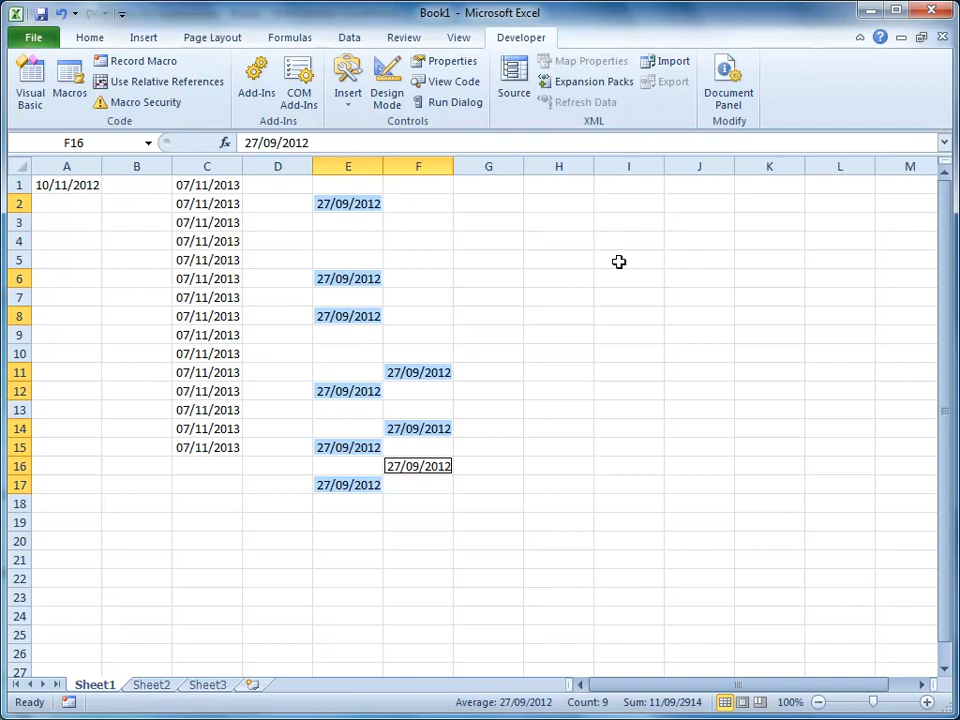 Book1 - Microsoft Excel
File Home Insert Page Layout Formulas Data Review View Developer
Visual Basic
Macros
Record Macro
Use Relative References
Macro Security
Code
Add-Ins
COM Add-Ins
Add-Ins
Insert
Design Mode
Properties
View Code
Run Dialog
Controls
Source
Map Properties
Expansion Packs
Refresh Data
Import
Export
XML
Document Panel
Modify
F16 fx 27/09/2012
A B C D E F G H I J K L M
1 10/11/2012 07/11/2013
2 07/11/2013 27/09/2012
3 07/11/2013
4 07/11/2013
5 07/11/2013
6 07/11/2013 27/09/2012
7 07/11/2013
8 07/11/2013 27/09/2012
9 07/11/2013
10 07/11/2013
11 07/11/2013 27/09/2012
12 07/11/2013 27/09/2012
13 07/11/2013
14 07/11/2013 27/09/2012
15 07/11/2013 27/09/2012
16 27/09/2012
17 27/09/2012
18
19
20
21
22
23
24
25
26
27
Sheet1 Sheet2 Sheet3
Ready Average: 27/09/2012 Count: 9 Sum: 11/09/2914 100%